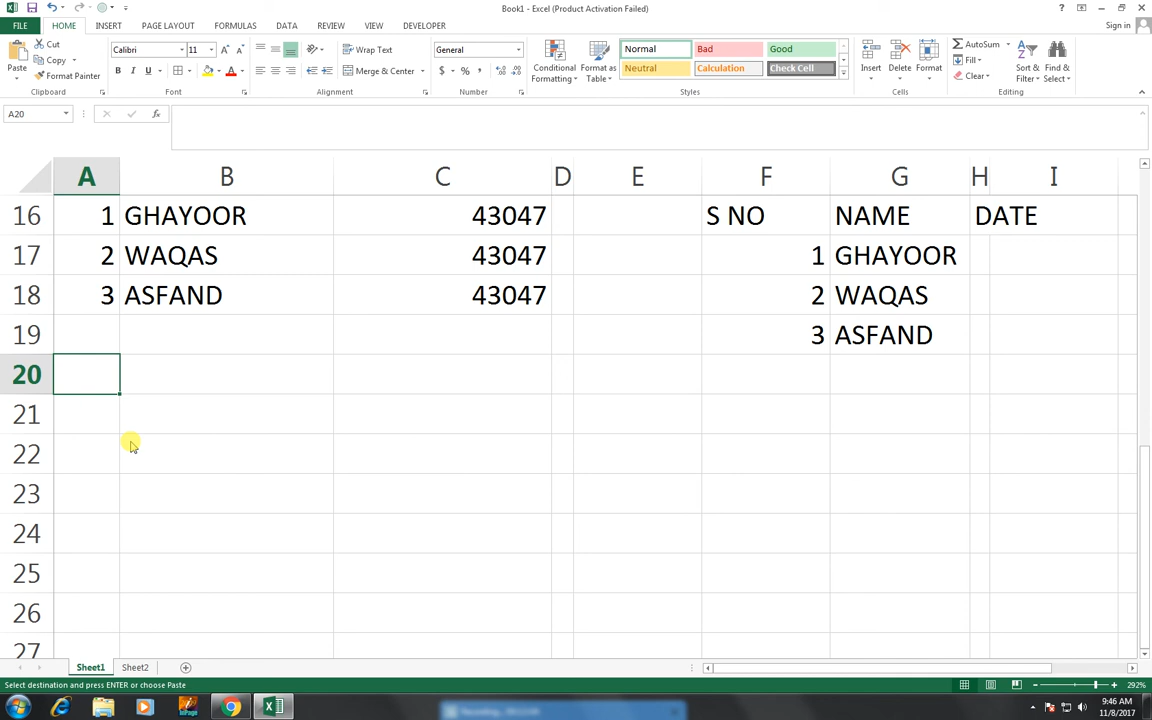 Book1 - Excel (Product Activation Failed)
FILE HOME INSERT PAGE LAYOUT FORMULAS DATA REVIEW VIEW DEVELOPER Sign in
Paste Cut Copy Format Painter Clipboard
Calibri 11 B I U A Font
Wrap Text Merge & Center Alignment
General $ % Number
Conditional Formatting Format as Table
Normal Bad Good
Neutral Calculation Check Cell
Styles
Insert Delete Format Cells
AutoSum Fill Clear Sort & Filter Find & Select Editing
A20 fx
A B C D E F G H I
16 1 GHAYOOR 43047 S NO NAME DATE
17 2 WAQAS 43047 1 GHAYOOR
18 3 ASFAND 43047 2 WAQAS
19 3 ASFAND
20
21
22
23
24
25
26
27
Sheet1 Sheet2
Select destination and press ENTER or choose Paste 292%
9:46 AM
11/8/2017